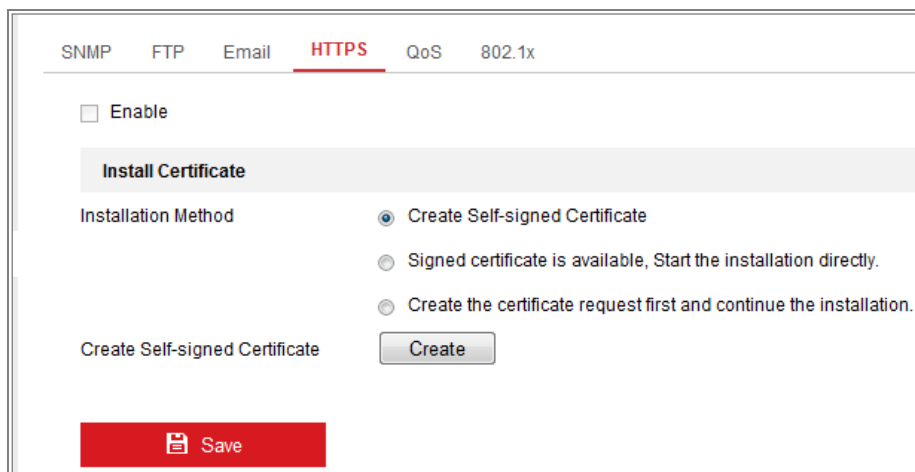 SNMP FTP Email HTTPS QoS 802.1x
Enable
Install Certificate
Installation Method
Create Self-signed Certificate
Signed certificate is available, Start the installation directly.
Create the certificate request first and continue the installation.
Create Self-signed Certificate Create
Save